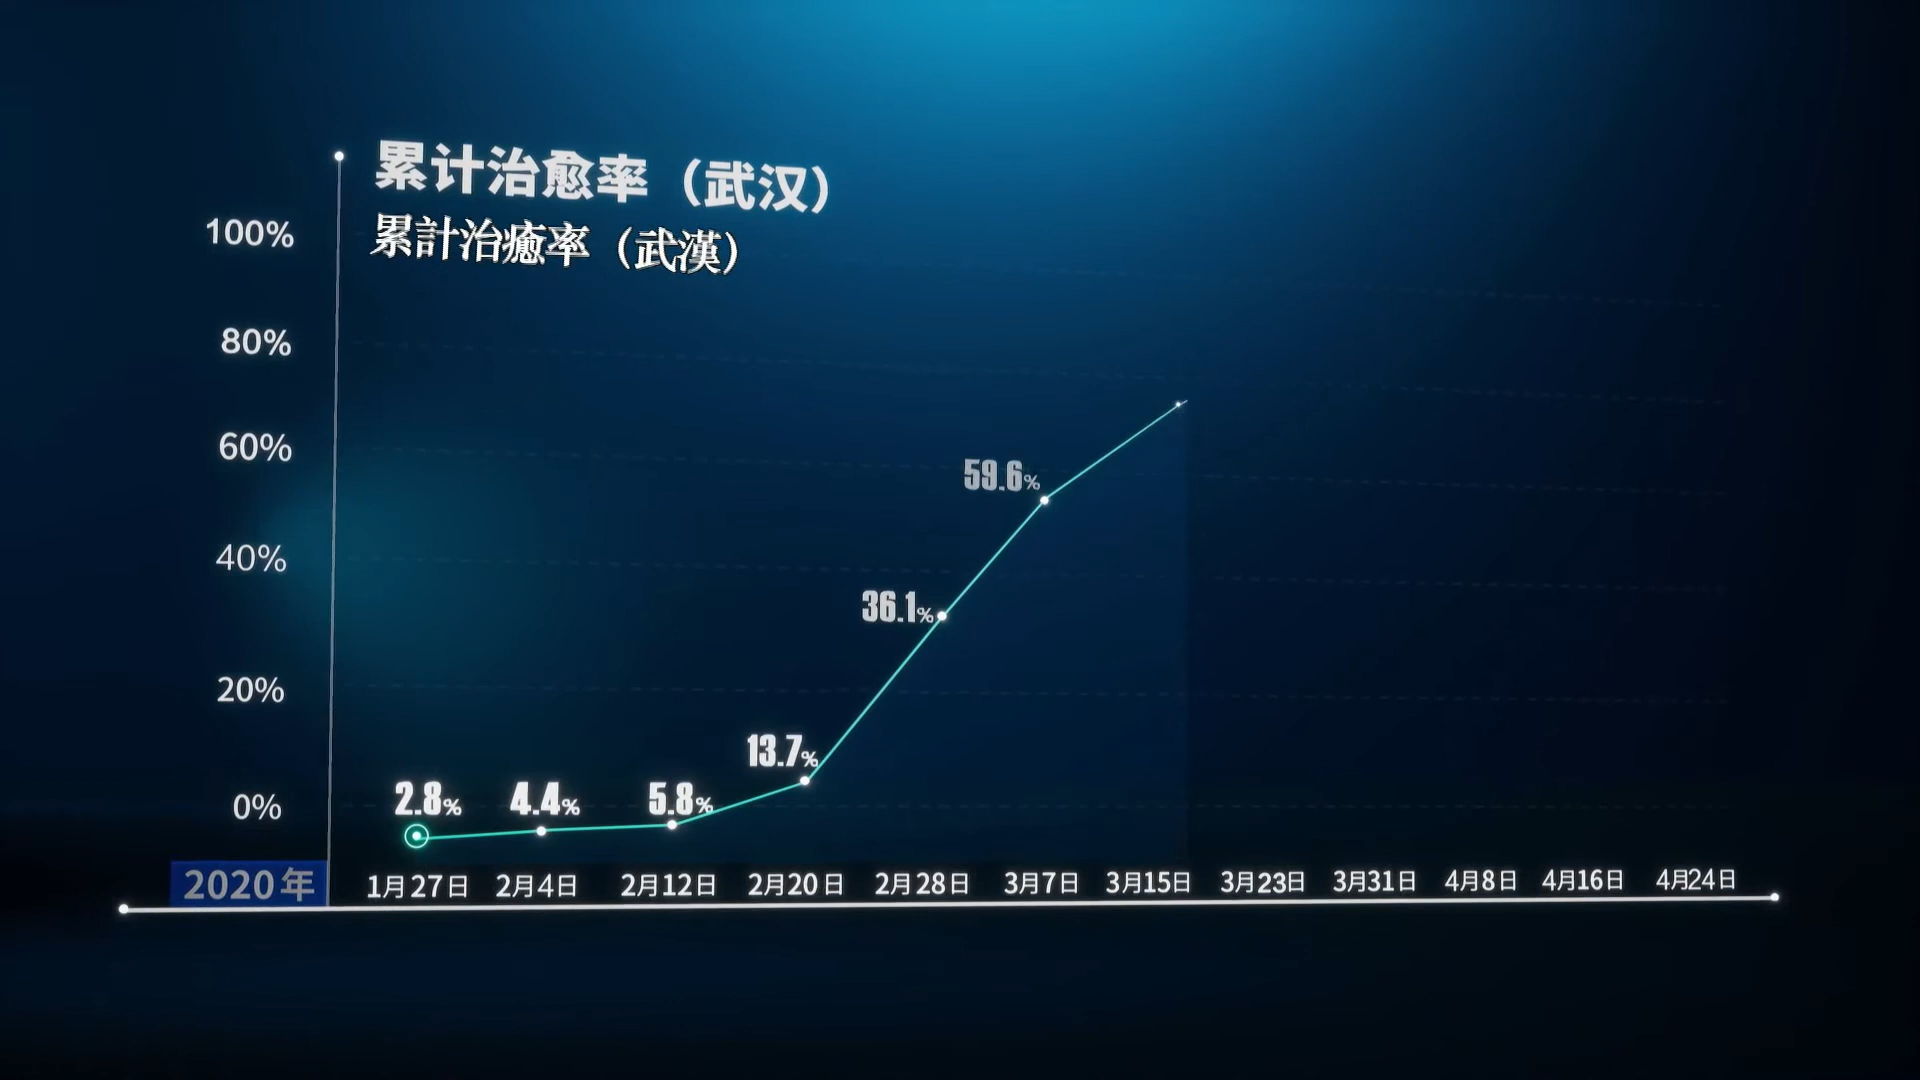 累计治愈率（武汉）
累計治癒率（武漢）
100%
80%
60%
40%
20%
0%
59.6%
36.1%
13.7%
2.8% 4.4% 5.8%
2020年 1月27日 2月4日 2月12日 2月20日 2月28日 3月7日 3月15日 3月23日 3月31日 4月8日 4月16日 4月24日